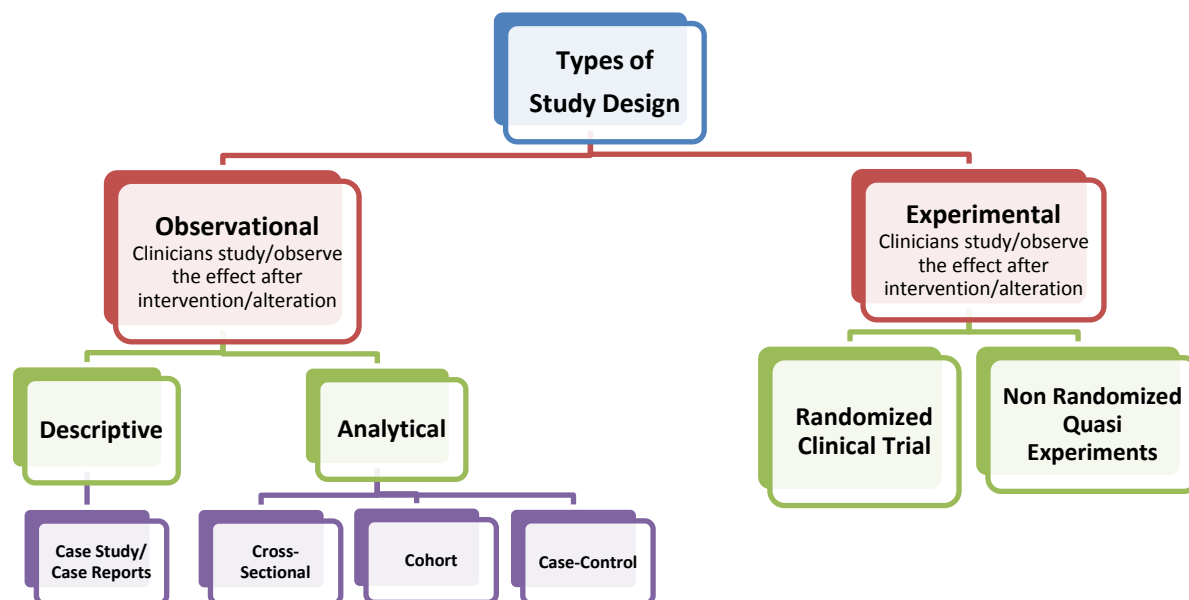 Types of
Study Design
Observational
Clinicians study/observe
the effect after
intervention/alteration
Experimental
Clinicians study/observe
the effect after
intervention/alteration
Descriptive
Analytical
Randomized
Clinical Trial
Non Randomized
Quasi
Experiments
Case Study/
Case Reports
Cross-
Sectional
Cohort
Case-Control